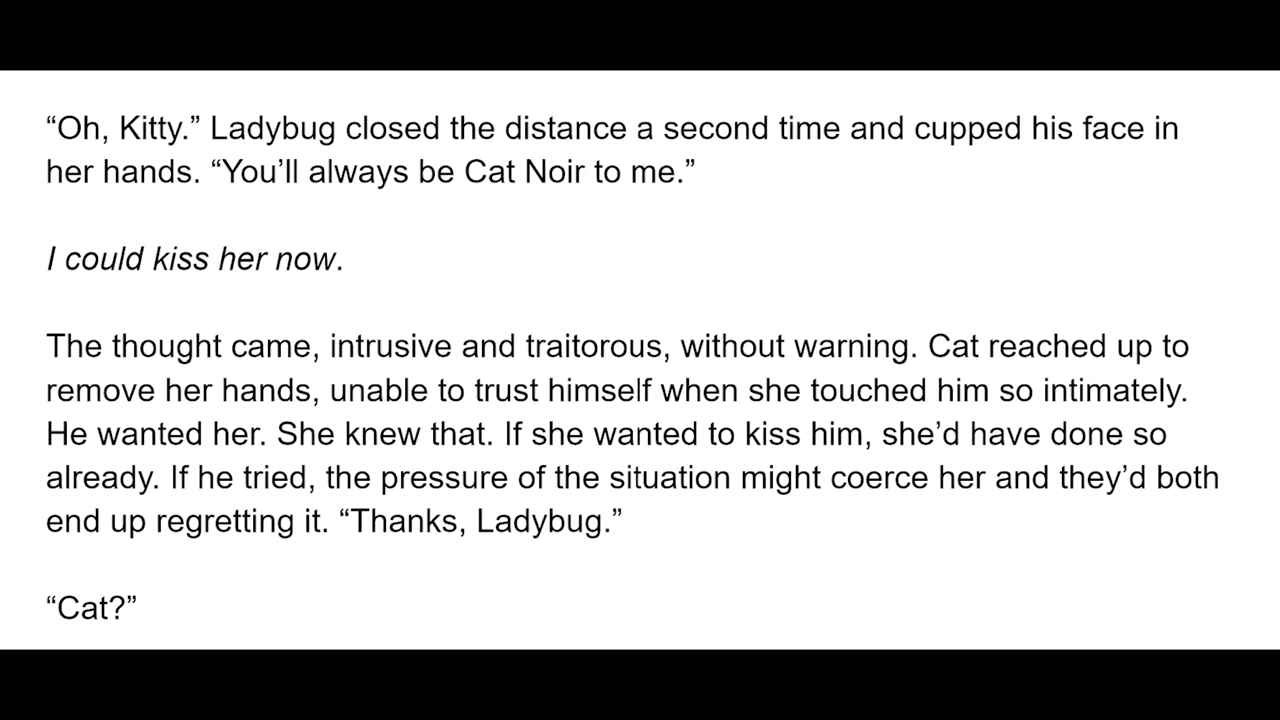 “Oh, Kitty.” Ladybug closed the distance a second time and cupped his face in
her hands. “You’ll always be Cat Noir to me.”
I could kiss her now.
The thought came, intrusive and traitorous, without warning. Cat reached up to
remove her hands, unable to trust himself when she touched him so intimately.
He wanted her. She knew that. If she wanted to kiss him, she’d have done so
already. If he tried, the pressure of the situation might coerce her and they’d both
end up regretting it. “Thanks, Ladybug.”
“Cat?”